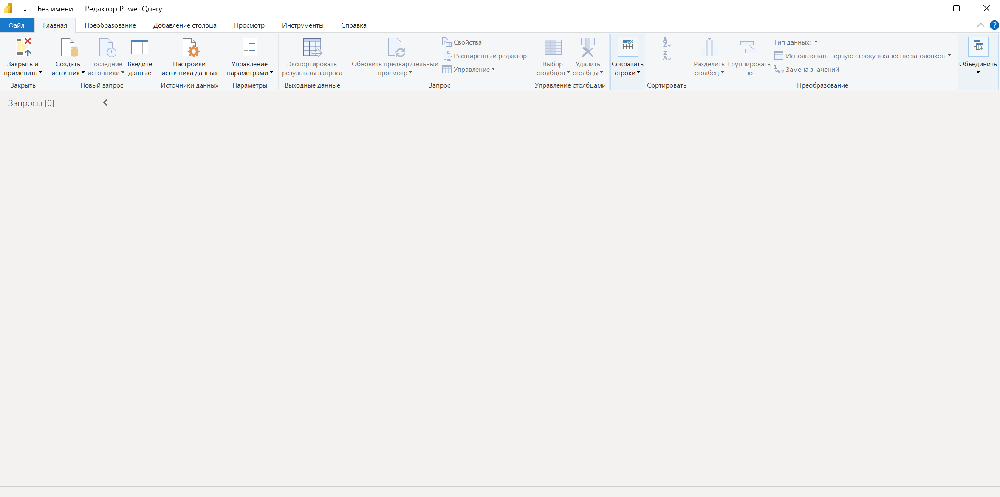 Без имени — Редактор Power Query
Файл Главная Преобразование Добавление столбца Просмотр Инструменты Справка ?
Закрыть и
применить
Закрыть
Создать
источник
Последние
источники
Введите
данные
Новый запрос
Настройки
источника данных
Источники данных
Управление
параметрами
Параметры
Экспортировать
результаты запроса
Выходные данные
Обновить предварительный
просмотр
Свойства
Расширенный редактор
Управление
Запрос
Выбор
столбцов
Удалить
столбцы
Управление столбцами
Сократить
строки
A
Z
Z
A
Сортировать
Разделить
столбец
Группировать
по
Тип данных:
Использовать первую строку в качестве заголовков
1 2 Замена значений
Преобразование
Объединить
Запросы [0]